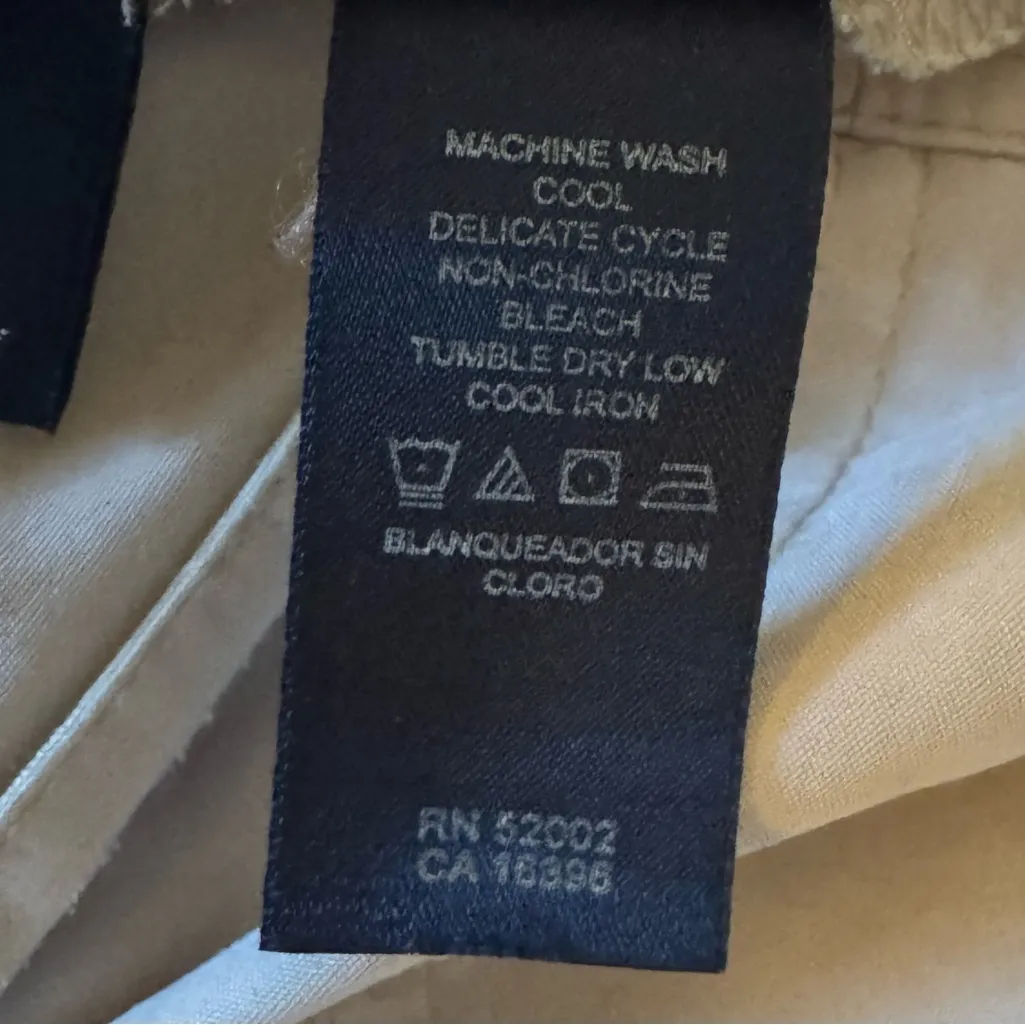 MACHINE WASH
COOL
DELICATE CYCLE
NON-CHLORINE
BLEACH
TUMBLE DRY LOW
COOL IRON
BLANQUEADOR SIN
CLORO
RN 52002
CA 16396